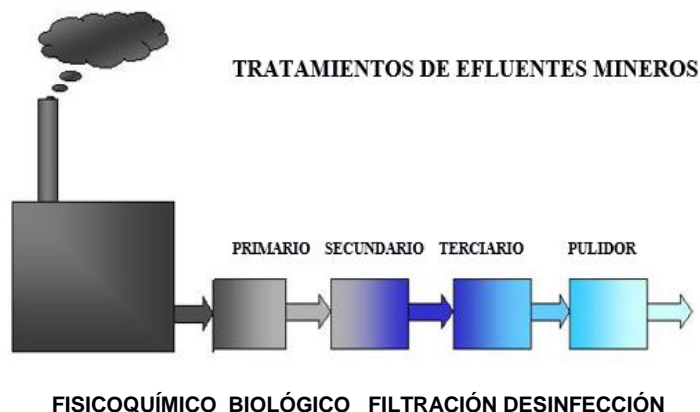 TRATAMIENTOS DE EFLUENTES MINEROS
PRIMARIO SECUNDARIO TERCIARIO PULIDOR
FISICOQUÍMICO BIOLÓGICO FILTRACIÓN DESINFECCIÓN